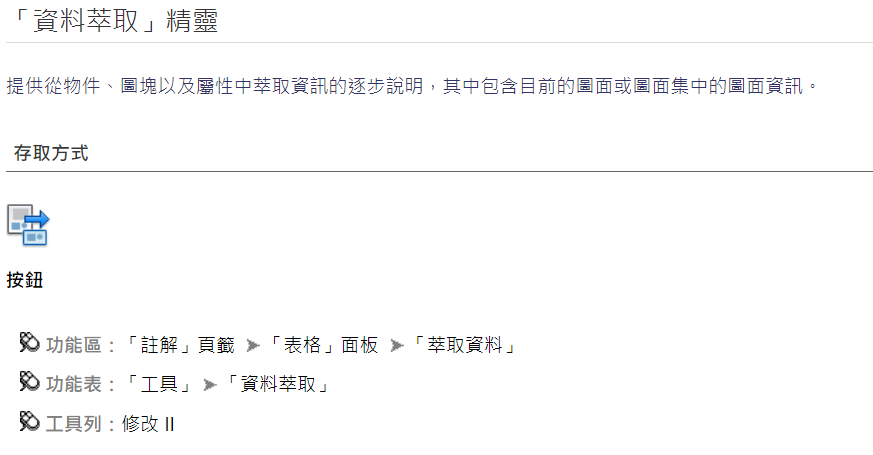 「資料萃取」精靈
提供從物件、圖塊以及屬性中萃取資訊的逐步說明，其中包含目前的圖面或圖面集中的圖面資訊。
存取方式
按鈕
功能區：「註解」頁籤 ➤「表格」面板 ➤「萃取資料」
功能表：「工具」 ➤「資料萃取」
工具列：修改 II